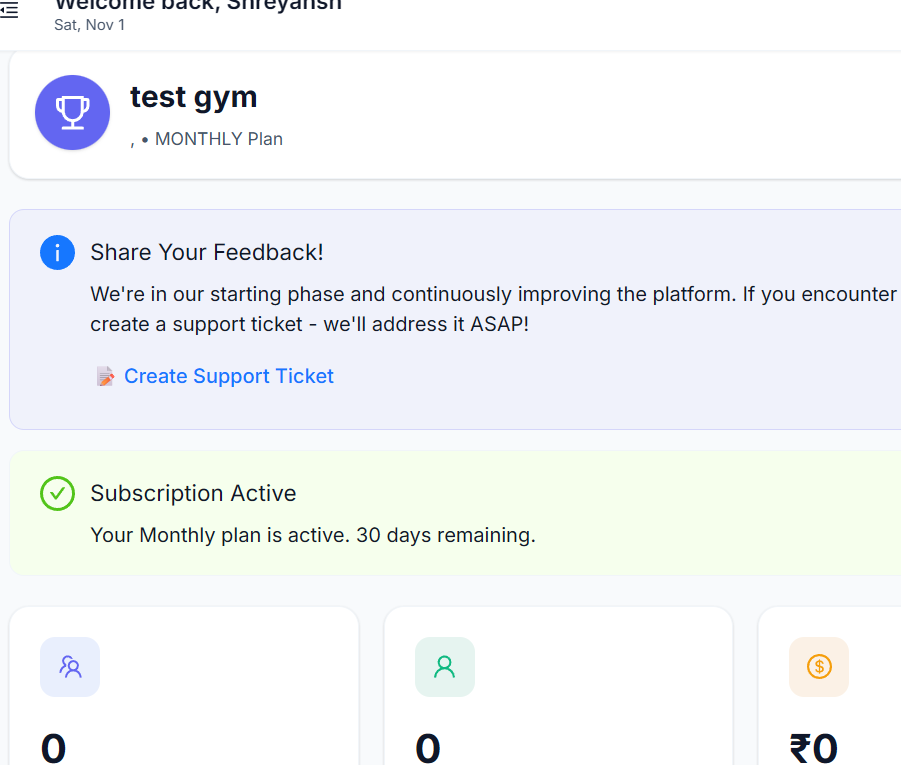 Welcome back, Shreyansh
Sat, Nov 1
test gym
, • MONTHLY Plan
Share Your Feedback!
We're in our starting phase and continuously improving the platform. If you encounter
create a support ticket - we'll address it ASAP!
Create Support Ticket
Subscription Active
Your Monthly plan is active. 30 days remaining.
0
0
₹0